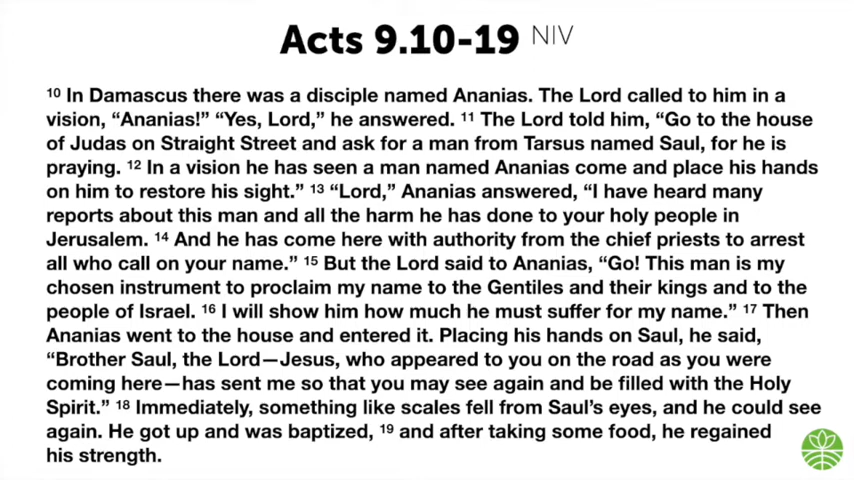 Acts 9.10-19 NIV
10 In Damascus there was a disciple named Ananias. The Lord called to him in a
vision, “Ananias!” “Yes, Lord,” he answered. 11 The Lord told him, “Go to the house
of Judas on Straight Street and ask for a man from Tarsus named Saul, for he is
praying. 12 In a vision he has seen a man named Ananias come and place his hands
on him to restore his sight.” 13 “Lord,” Ananias answered, “I have heard many
reports about this man and all the harm he has done to your holy people in
Jerusalem. 14 And he has come here with authority from the chief priests to arrest
all who call on your name.” 15 But the Lord said to Ananias, “Go! This man is my
chosen instrument to proclaim my name to the Gentiles and their kings and to the
people of Israel. 16 I will show him how much he must suffer for my name.” 17 Then
Ananias went to the house and entered it. Placing his hands on Saul, he said,
“Brother Saul, the Lord—Jesus, who appeared to you on the road as you were
coming here—has sent me so that you may see again and be filled with the Holy
Spirit.” 18 Immediately, something like scales fell from Saul’s eyes, and he could see
again. He got up and was baptized, 19 and after taking some food, he regained
his strength.